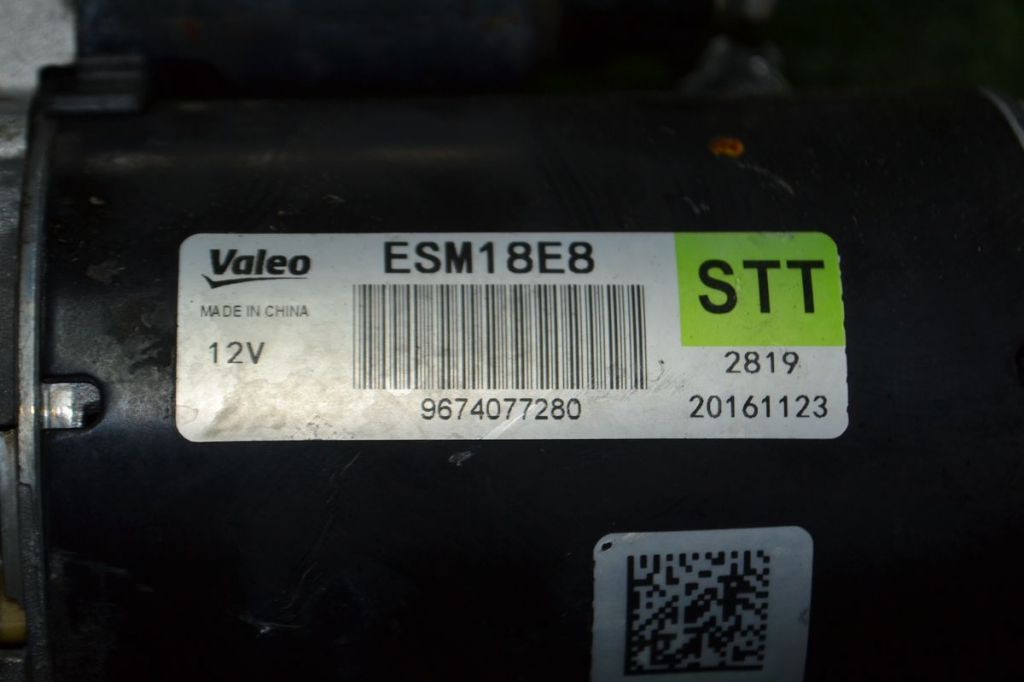 Valeo
ESM18E8
STT
MADE IN CHINA
12V
2819
9674077280
20161123